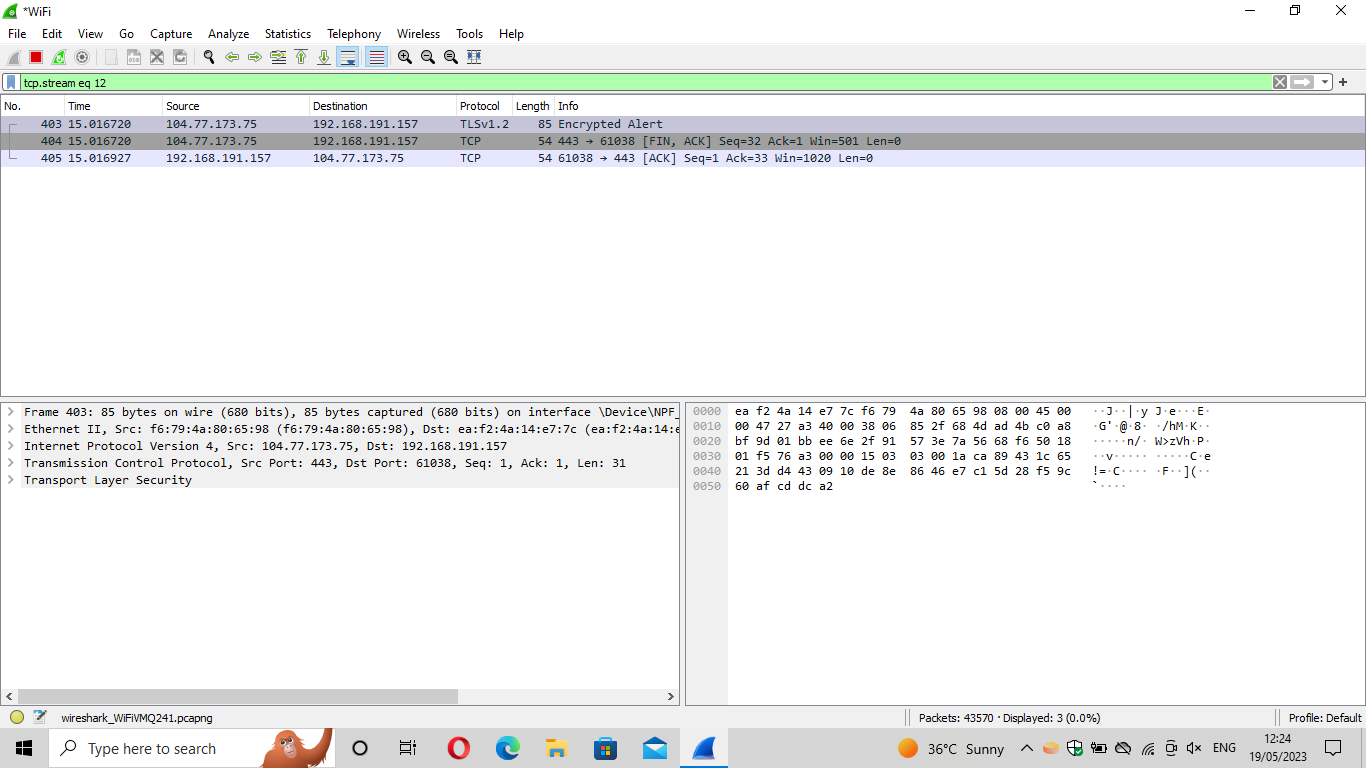 *WiFi
File Edit View Go Capture Analyze Statistics Telephony Wireless Tools Help
tcp.stream eq 12
No. Time Source Destination Protocol Length Info
403 15.016720 104.77.173.75 192.168.191.157 TLSv1.2 85 Encrypted Alert
404 15.016720 104.77.173.75 192.168.191.157 TCP 54 443 → 61038 [FIN, ACK] Seq=32 Ack=1 Win=501 Len=0
405 15.016927 192.168.191.157 104.77.173.75 TCP 54 61038 → 443 [ACK] Seq=1 Ack=33 Win=1020 Len=0
Frame 403: 85 bytes on wire (680 bits), 85 bytes captured (680 bits) on interface \Device\NPF_
Ethernet II, Src: f6:79:4a:80:65:98 (f6:79:4a:80:65:98), Dst: ea:f2:4a:14:e7:7c (ea:f2:4a:14:e
Internet Protocol Version 4, Src: 104.77.173.75, Dst: 192.168.191.157
Transmission Control Protocol, Src Port: 443, Dst Port: 61038, Seq: 1, Ack: 1, Len: 31
Transport Layer Security
0000 ea f2 4a 14 e7 7c f6 79 4a 80 65 98 08 00 45 00 ··J··|·y J·e···E·
0010 00 47 27 a3 40 00 38 06 85 2f 68 4d ad 4b c0 a8 ·G'·@·8· ·/hM·K··
0020 bf 9d 01 bb ee 6e 2f 91 57 3e 7a 56 68 f6 50 18 ·····n/· W>zVh·P·
0030 01 f5 76 a3 00 00 15 03 03 00 1a ca 89 43 1c 65 ··v····· ·····C·e
0040 21 3d d4 43 09 10 de 8e 86 46 e7 c1 5d 28 f5 9c !=·C···· ·F··](··
0050 60 af cd dc a2 `····
wireshark_WiFiVMQ241.pcapng
Packets: 43570 · Displayed: 3 (0.0%)
Profile: Default
Type here to search
36°C Sunny
ENG
12:24
19/05/2023